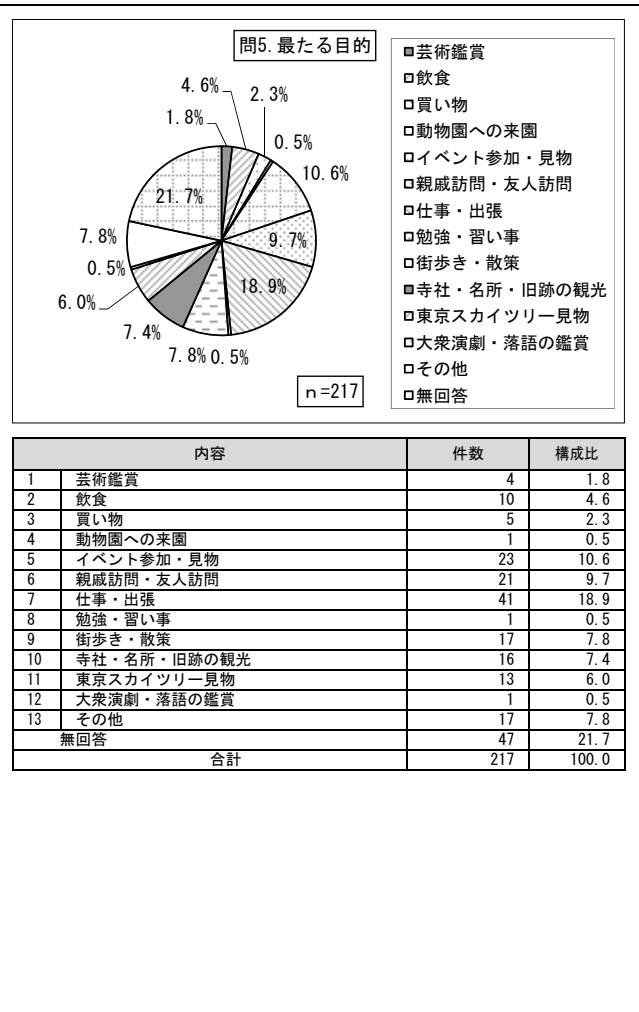 問5.最たる目的
4.6%
2.3%
1.8%
0.5%
10.6%
21.7%
7.8%
9.7%
0.5%
18.9%
6.0%
7.4%
7.8%
0.5%
n=217
芸術鑑賞
飲食
買い物
動物園への来園
イベント参加・見物
親戚訪問・友人訪問
仕事・出張
勉強・習い事
街歩き・散策
寺社・名所・旧跡の観光
東京スカイツリー見物
大衆演劇・落語の鑑賞
その他
無回答
内容 件数 構成比
1 芸術鑑賞 4 1.8
2 飲食 10 4.6
3 買い物 5 2.3
4 動物園への来園 1 0.5
5 イベント参加・見物 23 10.6
6 親戚訪問・友人訪問 21 9.7
7 仕事・出張 41 18.9
8 勉強・習い事 1 0.5
9 街歩き・散策 17 7.8
10 寺社・名所・旧跡の観光 16 7.4
11 東京スカイツリー見物 13 6.0
12 大衆演劇・落語の鑑賞 1 0.5
13 その他 17 7.8
無回答 47 21.7
合計 217 100.0